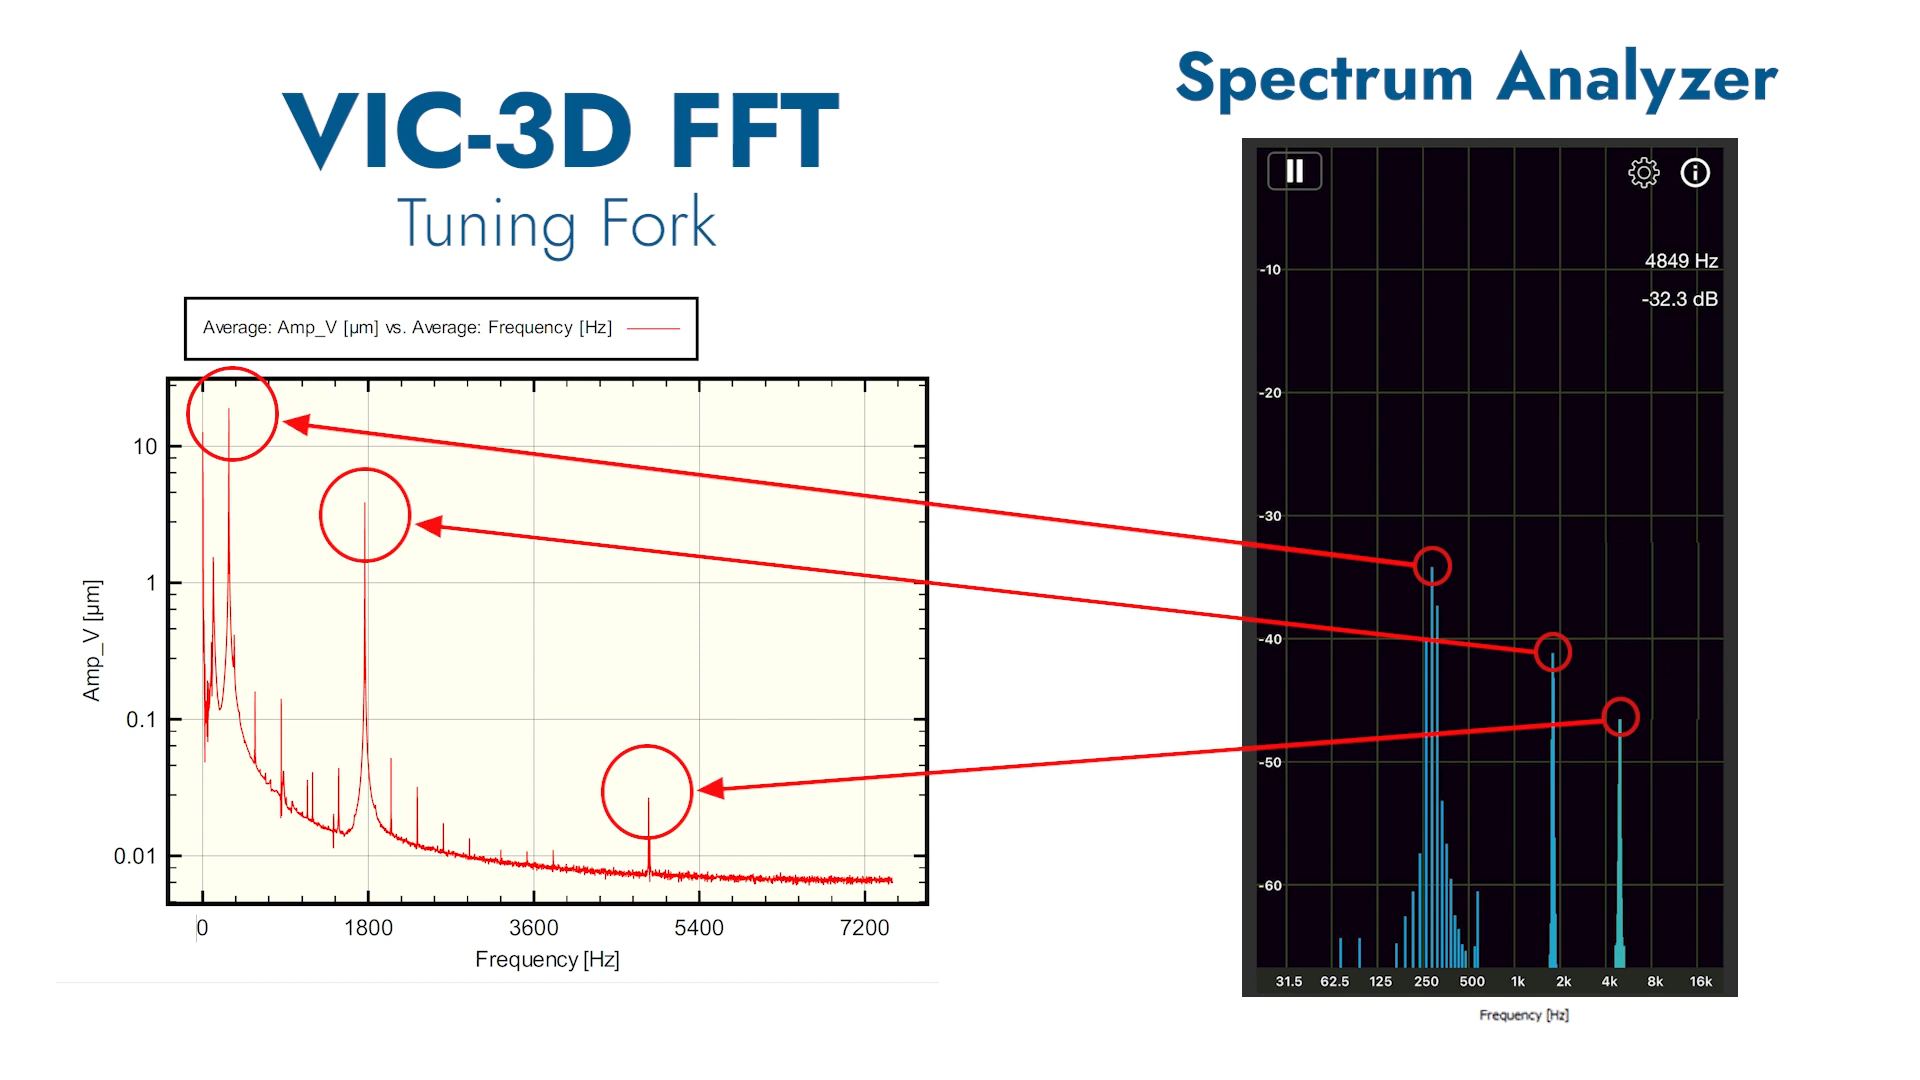 VIC-3D FFT
Tuning Fork
Average: Amp_V [µm] vs. Average: Frequency [Hz]
10
1
0.1
0.01
Amp_V [µm]
0 1800 3600 5400 7200
Frequency [Hz]
Spectrum Analyzer
4849 Hz
-32.3 dB
-10
-20
-30
-40
-50
-60
31.5 62.5 125 250 500 1k 2k 4k 8k 16k
Frequency [Hz]